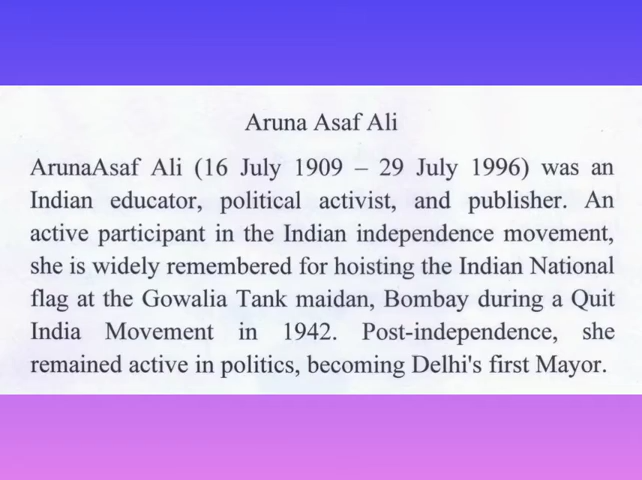 Aruna Asaf Ali
ArunaAsaf Ali (16 July 1909 – 29 July 1996) was an
Indian educator, political activist, and publisher. An
active participant in the Indian independence movement,
she is widely remembered for hoisting the Indian National
flag at the Gowalia Tank maidan, Bombay during a Quit
India Movement in 1942. Post-independence, she
remained active in politics, becoming Delhi's first Mayor.